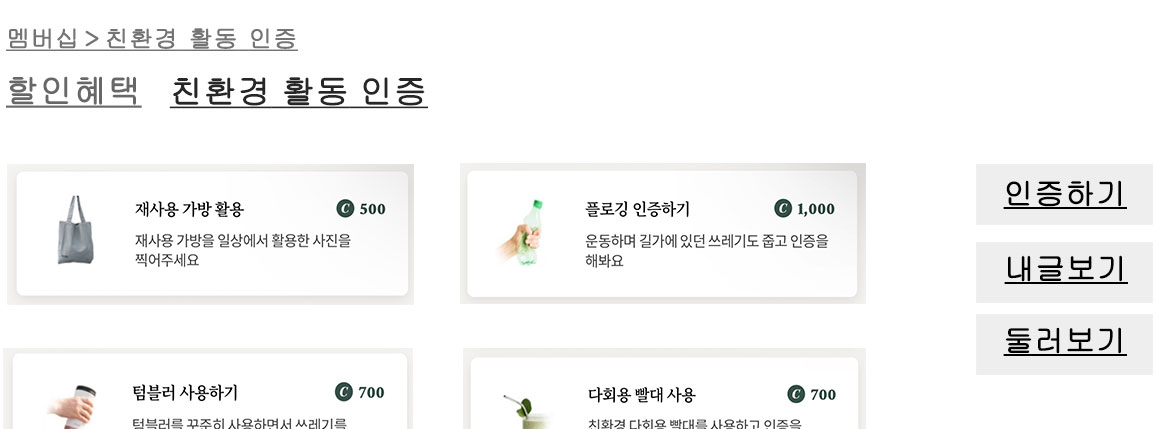 멤버십 > 친환경 활동 인증
할인혜택 친환경 활동 인증
재사용 가방 활용 C 500
재사용 가방을 일상에서 활용한 사진을
찍어주세요
플로깅 인증하기 C 1,000
운동하며 길가에 있던 쓰레기도 줍고 인증을
해봐요
텀블러 사용하기 C 700
텀블러를 꾸준히 사용하면서 쓰레기를
다회용 빨대 사용 C 700
친환경 다회용 빨대를 사용하고 인증을
인증하기
내글보기
둘러보기